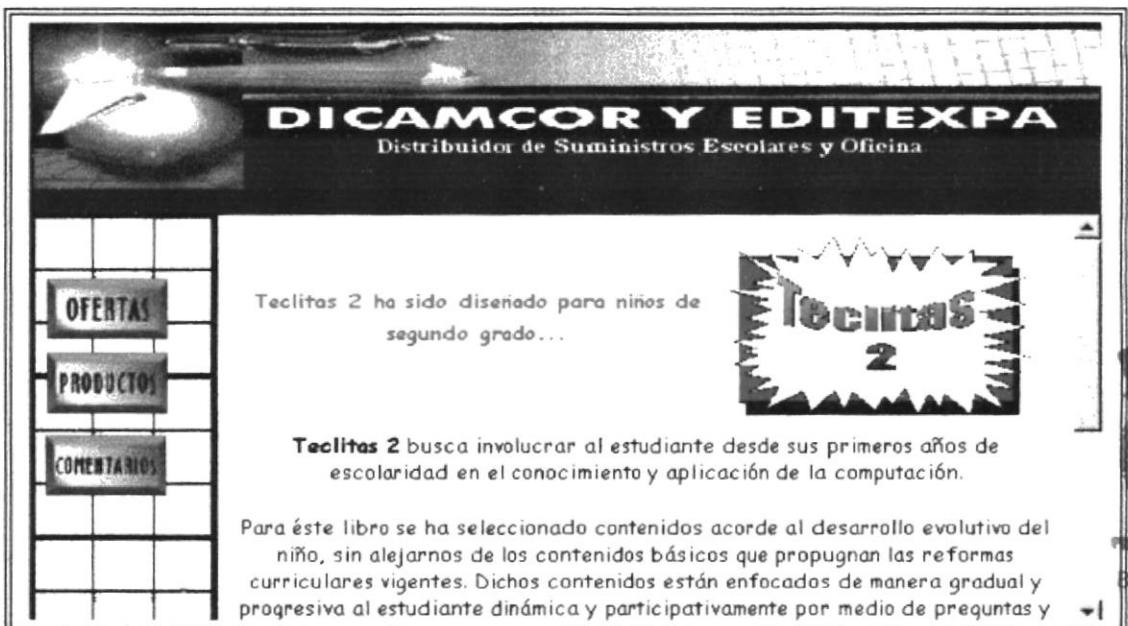 DICAMCOR Y EDITEXPA
Distribuidor de Suministros Escolares y Oficina
OFERTAS
PRODUCTOS
COMENTARIOS
Teclitas 2 ha sido diseñado para niños de
segundo grado...
Teclitas
2
Teclitas 2 busca involucrar al estudiante desde sus primeros años de
escolaridad en el conocimiento y aplicación de la computación.
Para éste libro se ha seleccionado contenidos acorde al desarrollo evolutivo del
niño, sin alejarnos de los contenidos básicos que propugnan las reformas
curriculares vigentes. Dichos contenidos están enfocados de manera gradual y
progresiva al estudiante dinámica y participativamente por medio de preguntas y